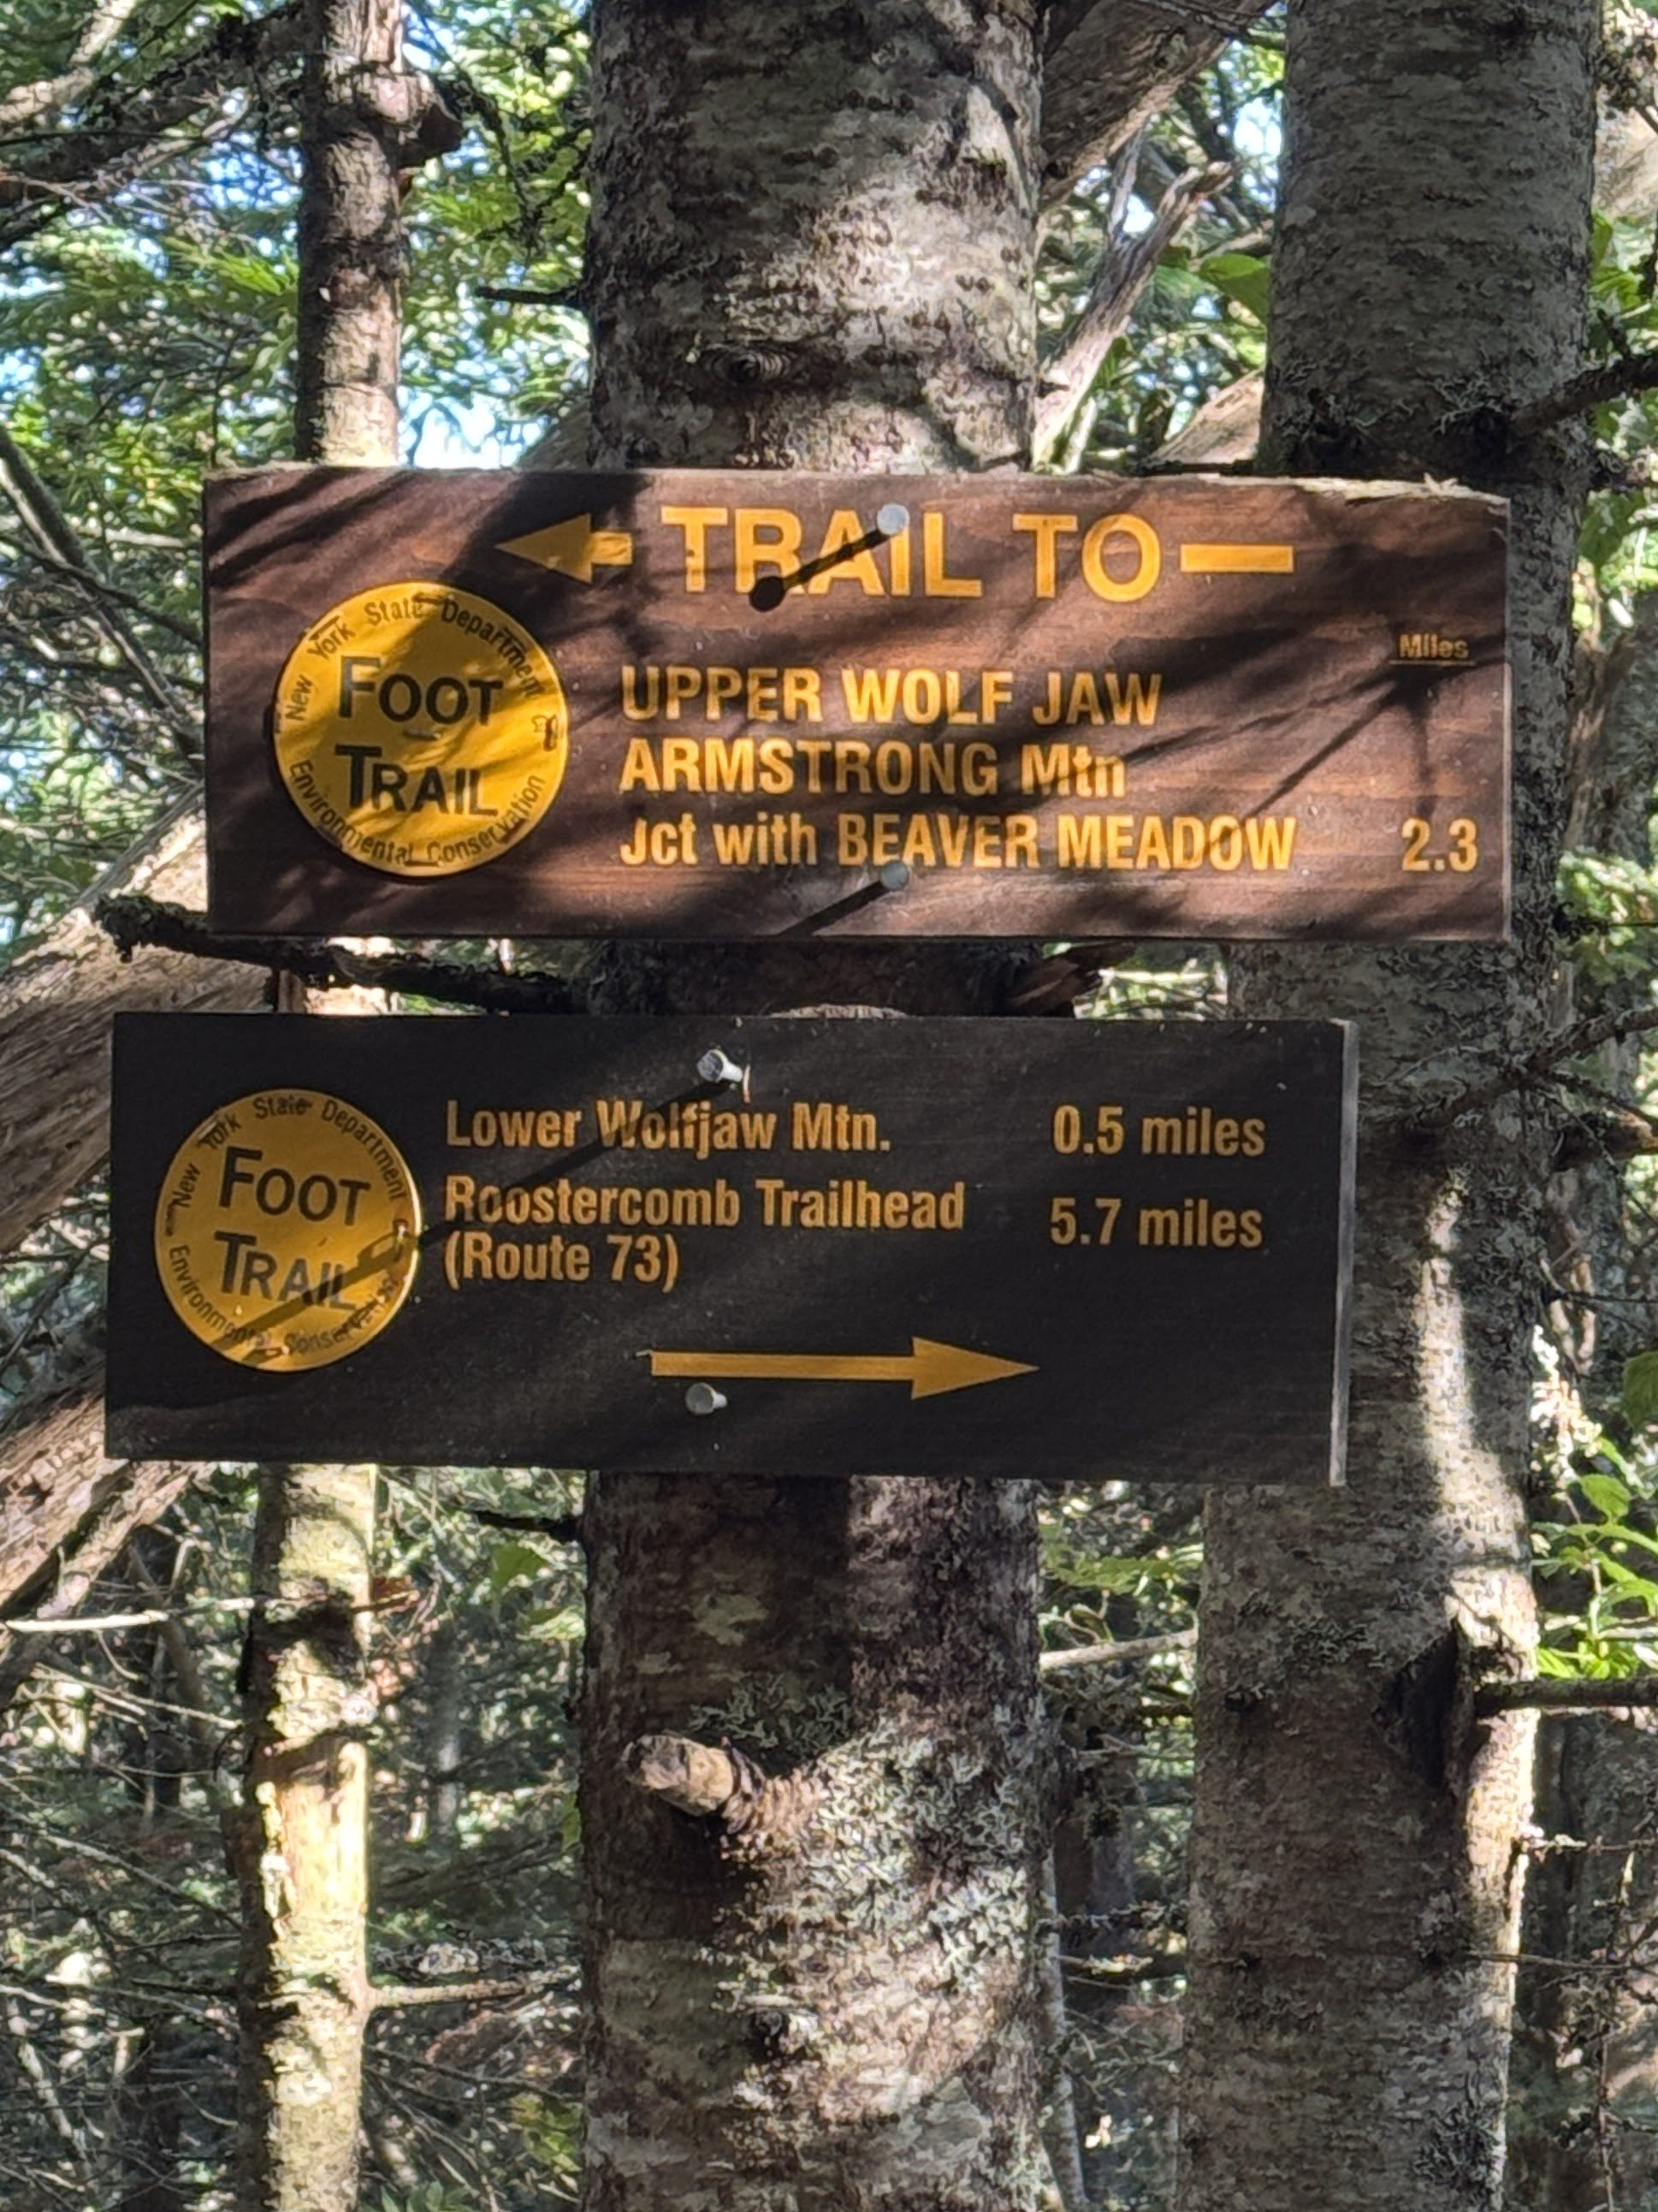 TRAIL TO
Miles
New York State Department
FOOT
TRAIL
Environmental Conservation
UPPER WOLF JAW
ARMSTRONG Mtn
Jct with BEAVER MEADOW 2.3
New York State Department
FOOT
TRAIL
Environmental Conservation
Lower Wolfjaw Mtn. 0.5 miles
Roostercomb Trailhead 5.7 miles
(Route 73)